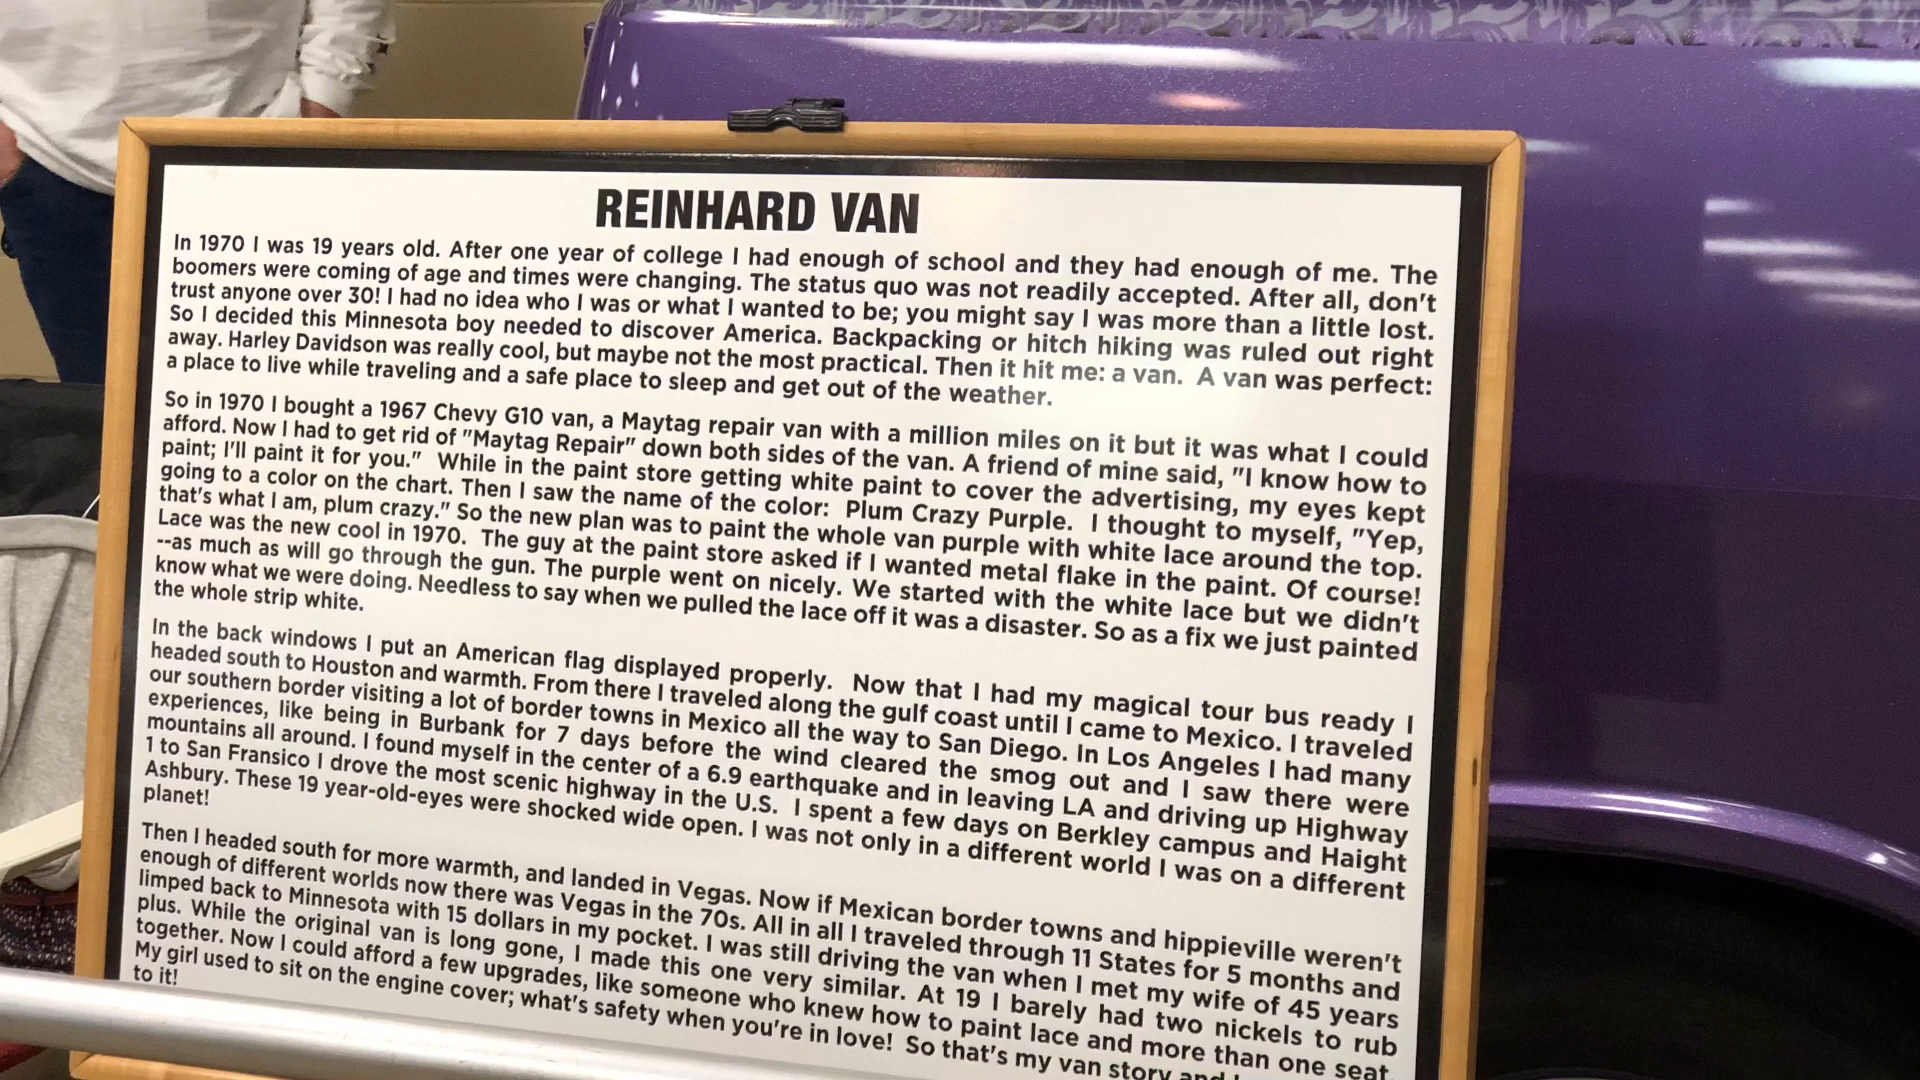 REINHARD VAN
In 1970 I was 19 years old. After one year of college I had enough of school and they had enough of me. The
boomers were coming of age and times were changing. The status quo was not readily accepted. After all, don't
trust anyone over 30! I had no idea who I was or what I wanted to be; you might say I was more than a little lost.
So I decided this Minnesota boy needed to discover America. Backpacking or hitch hiking was ruled out right
away. Harley Davidson was really cool, but maybe not the most practical. Then it hit me: a van. A van was perfect:
a place to live while traveling and a safe place to sleep and get out of the weather.
So in 1970 I bought a 1967 Chevy G10 van, a Maytag repair van with a million miles on it but it was what I could
afford. Now I had to get rid of "Maytag Repair" down both sides of the van. A friend of mine said, "I know how to
paint; I'll paint it for you." While in the paint store getting white paint to cover the advertising, my eyes kept
going to a color on the chart. Then I saw the name of the color: Plum Crazy Purple. I thought to myself, "Yep,
that's what I am, plum crazy." So the new plan was to paint the whole van purple with white lace around the top.
Lace was the new cool in 1970. The guy at the paint store asked if I wanted metal flake in the paint. Of course!
--as much as will go through the gun. The purple went on nicely. We started with the white lace but we didn't
know what we were doing. Needless to say when we pulled the lace off it was a disaster. So as a fix we just painted
the whole strip white.
In the back windows I put an American flag displayed properly. Now that I had my magical tour bus ready I
headed south to Houston and warmth. From there I traveled along the gulf coast until I came to Mexico. I traveled
our southern border visiting a lot of border towns in Mexico all the way to San Diego. In Los Angeles I had many
experiences, like being in Burbank for 7 days before the wind cleared the smog out and I saw there were
mountains all around. I found myself in the center of a 6.9 earthquake and in leaving LA and driving up Highway
1 to San Fransico I drove the most scenic highway in the U.S. I spent a few days on Berkley campus and Haight
Ashbury. These 19 year-old-eyes were shocked wide open. I was not only in a different world I was on a different
planet!
Then I headed south for more warmth, and landed in Vegas. Now if Mexican border towns and hippieville weren't
enough of different worlds now there was Vegas in the 70s. All in all I traveled through 11 States for 5 months and
limped back to Minnesota with 15 dollars in my pocket. I was still driving the van when I met my wife of 45 years
plus. While the original van is long gone, I made this one very similar. At 19 I barely had two nickels to rub
together. Now I could afford a few upgrades, like someone who knew how to paint lace and more than one seat.
My girl used to sit on the engine cover; what's safety when you're in love! So that's my van story and
to it!